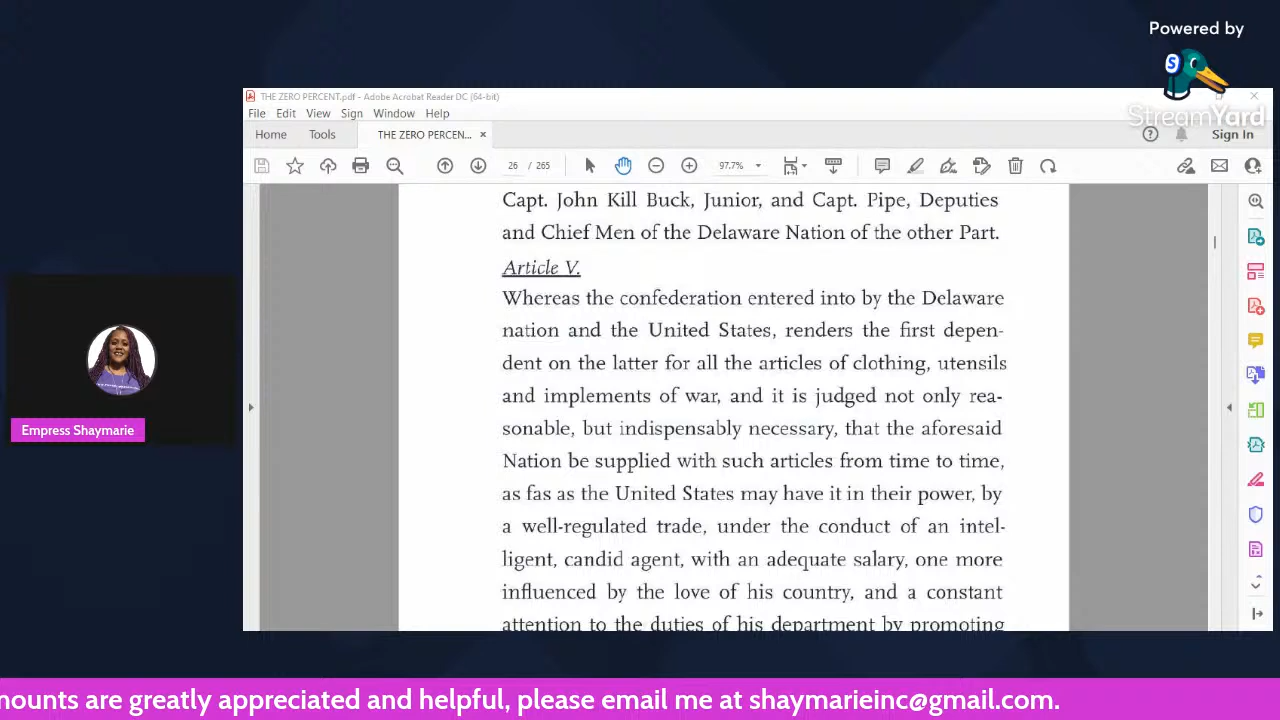 Powered by
S
StreamYard
THE ZERO PERCENT.pdf - Adobe Acrobat Reader DC (64-bit)
File Edit View Sign Window Help
Home Tools THE ZERO PERCEN... × Sign In
26 / 265 97.7%
Capt. John Kill Buck, Junior, and Capt. Pipe, Deputies
and Chief Men of the Delaware Nation of the other Part.
Article V.
Whereas the confederation entered into by the Delaware
nation and the United States, renders the first depen-
dent on the latter for all the articles of clothing, utensils
and implements of war, and it is judged not only rea-
sonable, but indispensably necessary, that the aforesaid
Nation be supplied with such articles from time to time,
as fas as the United States may have it in their power, by
a well-regulated trade, under the conduct of an intel-
ligent, candid agent, with an adequate salary, one more
influenced by the love of his country, and a constant
attention to the duties of his department by promoting
Empress Shaymarie
mounts are greatly appreciated and helpful, please email me at shaymarieinc@gmail.com.